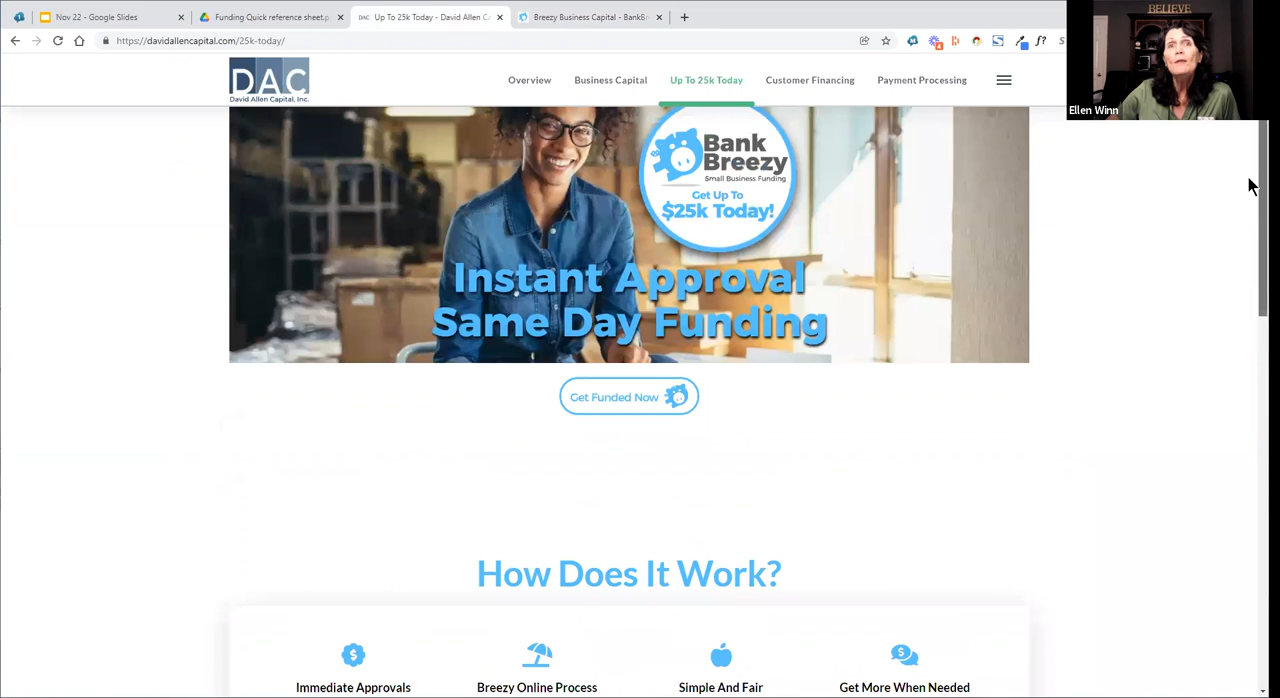 Nov 22 - Google Slides
Funding Quick reference sheet.p
DAC Up To 25k Today - David Allen C
Breezy Business Capital - BankBr
https://davidallencapital.com/25k-today/
4
f?
S
BELIEVE
Ellen Winn
DAC
David Allen Capital, Inc.
Overview
Business Capital
Up To 25k Today
Customer Financing
Payment Processing
Bank
Breezy
Small Business Funding
Get Up To
$25k Today!
Instant Approval
Same Day Funding
Get Funded Now
How Does It Work?
Immediate Approvals
Breezy Online Process
Simple And Fair
Get More When Needed